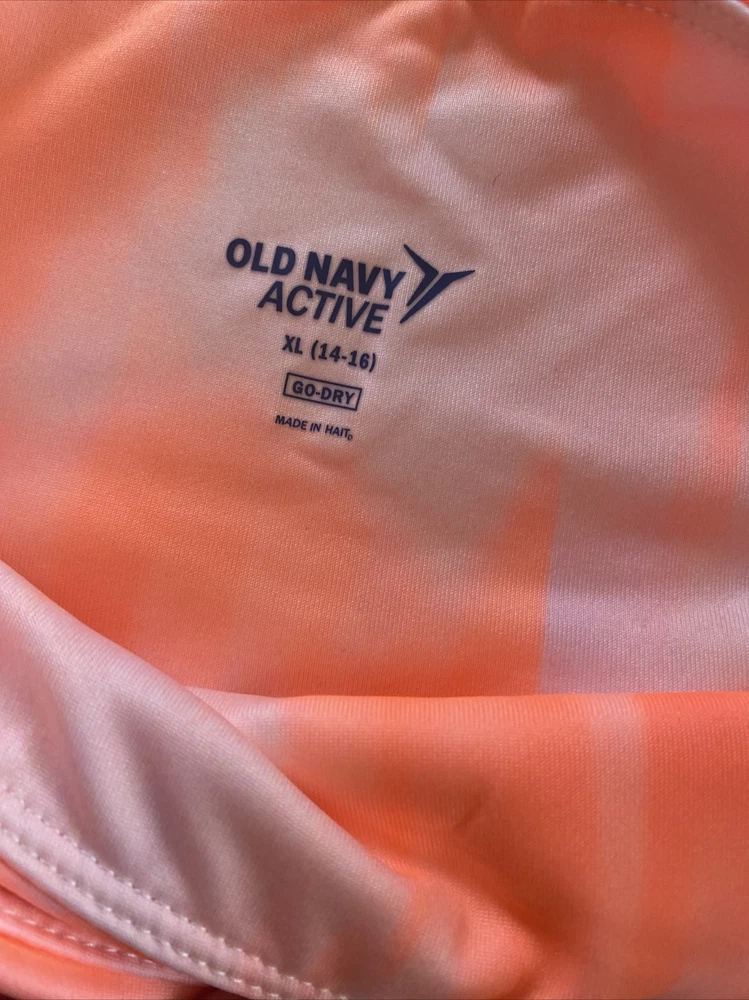 OLD NAVY
ACTIVE
XL (14-16)
GO-DRY
MADE IN HAITI